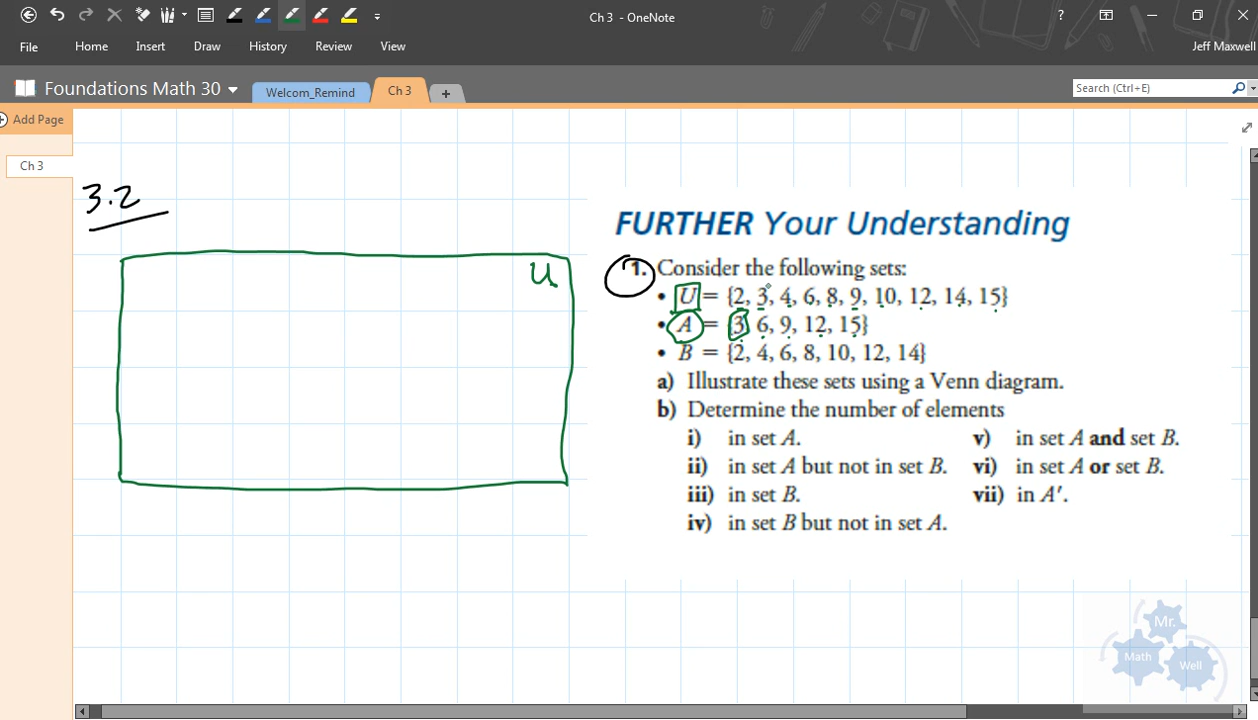 Ch 3 - OneNote
?
File
Home
Insert
Draw
History
Review
View
Jeff Maxwell
Foundations Math 30
Welcom_Remind
Ch 3
+
Search (Ctrl+E)
Add Page
Ch 3
3.2
U
FURTHER Your Understanding
1. Consider the following sets:
• U = {2, 3, 4, 6, 8, 9, 10, 12, 14, 15}
• A = {3, 6, 9, 12, 15}
• B = {2, 4, 6, 8, 10, 12, 14}
a) Illustrate these sets using a Venn diagram.
b) Determine the number of elements
i) in set A.
ii) in set A but not in set B.
iii) in set B.
iv) in set B but not in set A.
v) in set A and set B.
vi) in set A or set B.
vii) in A′.
Mr.
Math
Well